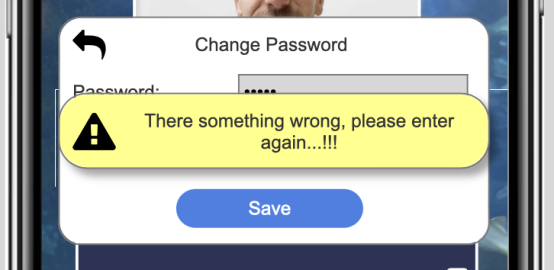 Change Password
Password:
•••••
There something wrong, please enter
again...!!!
Save